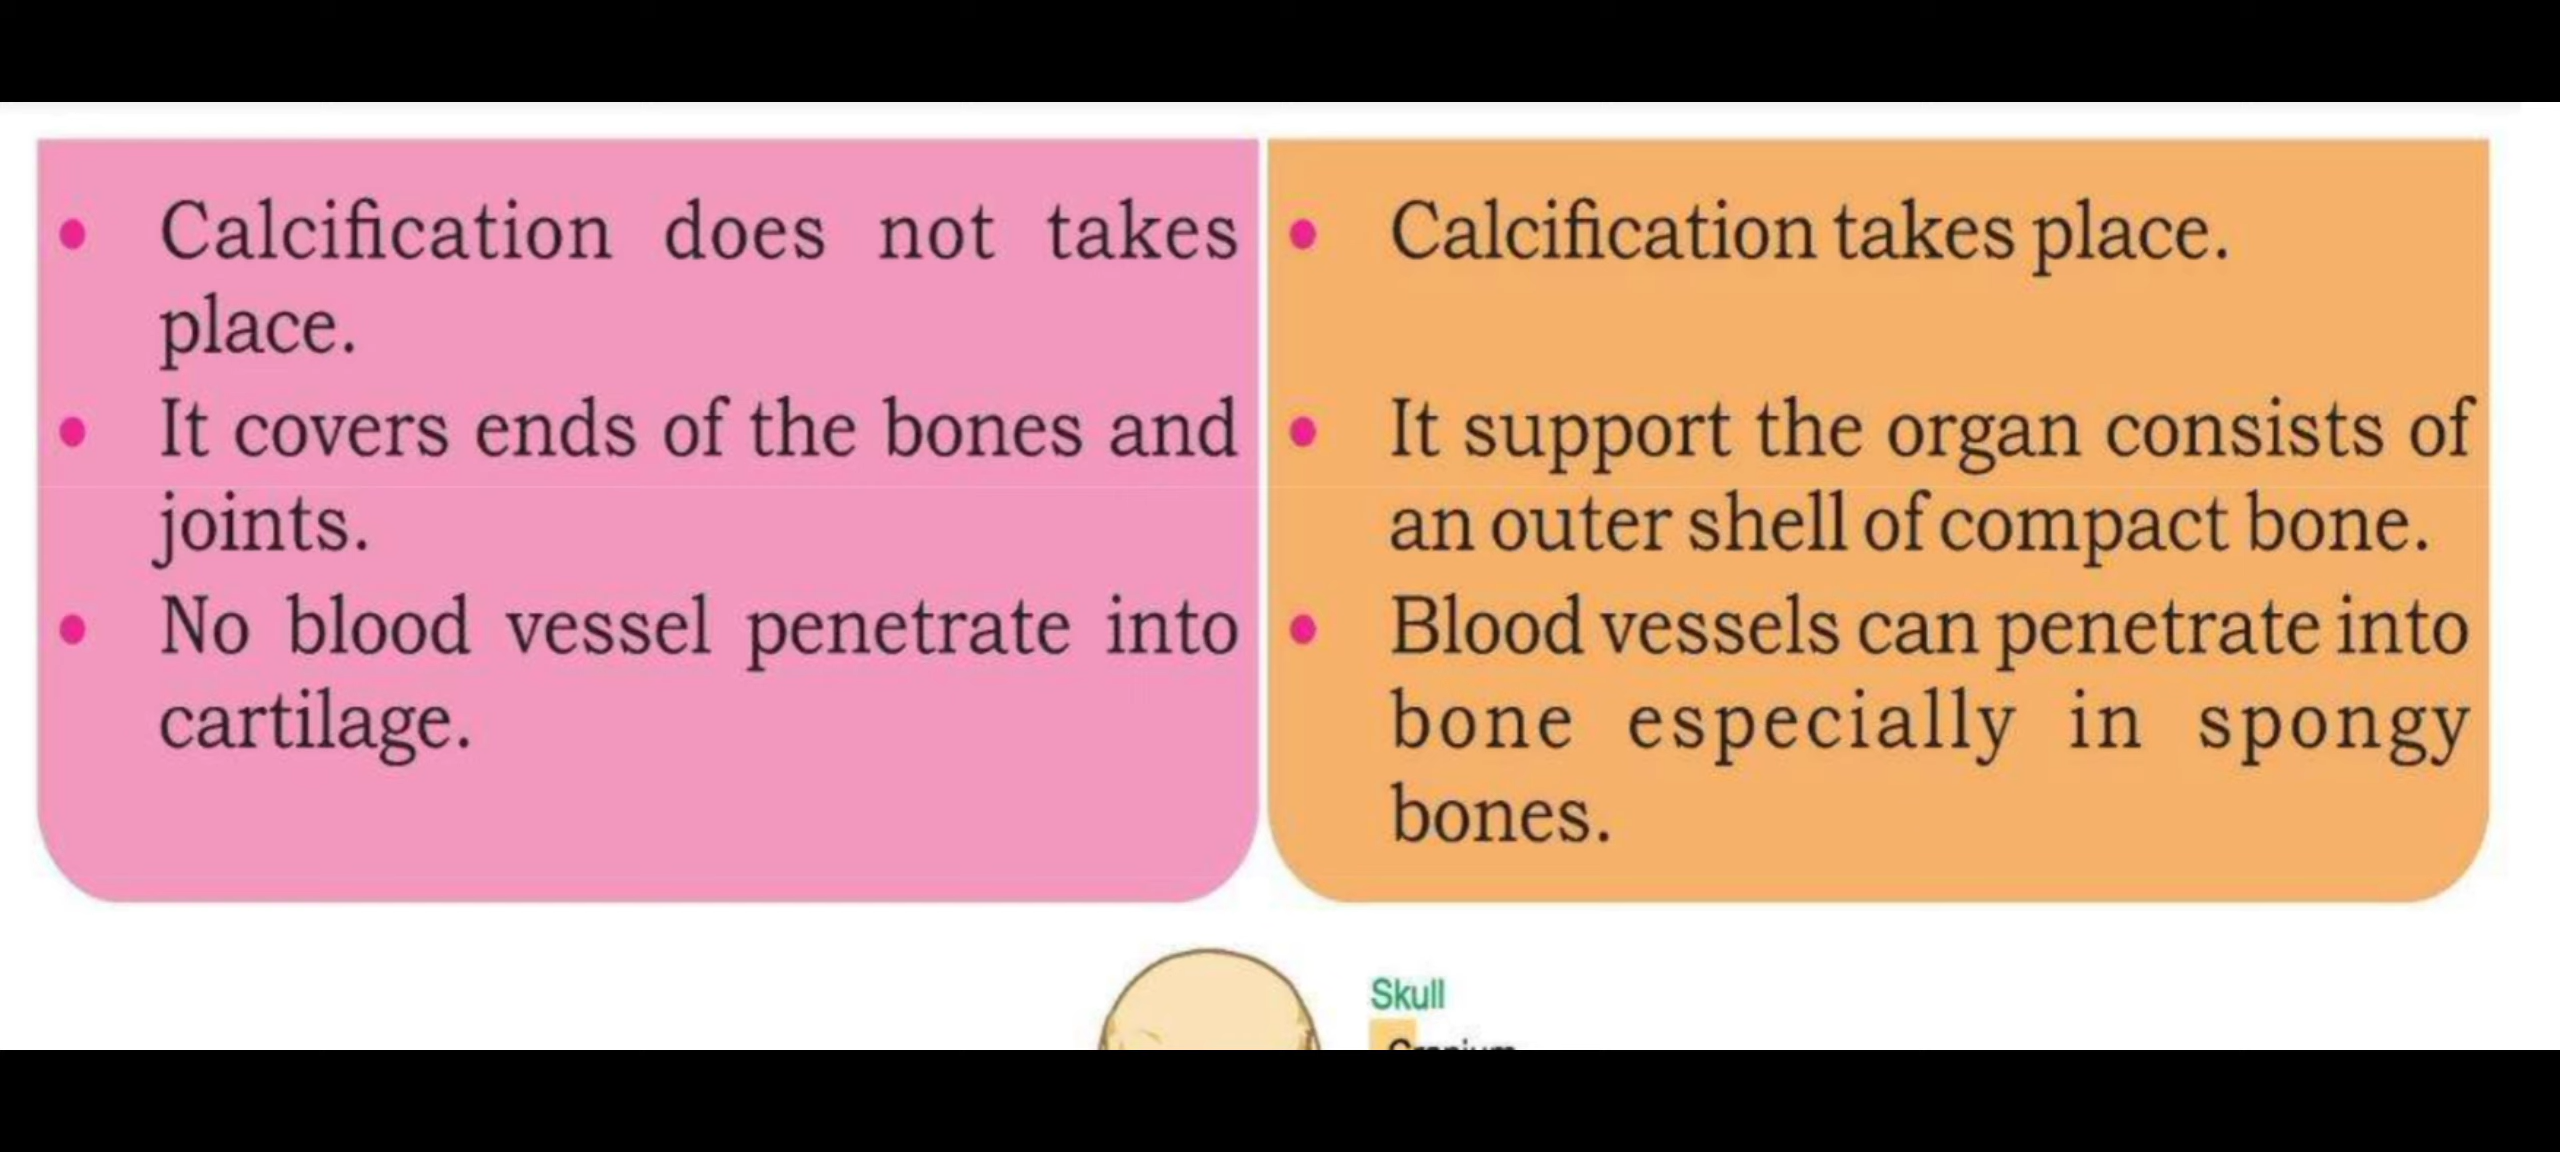 • Calcification does not takes
place.
• It covers ends of the bones and
joints.
• No blood vessel penetrate into
cartilage.
• Calcification takes place.
• It support the organ consists of
an outer shell of compact bone.
• Blood vessels can penetrate into
bone especially in spongy
bones.
Skull
Cranium